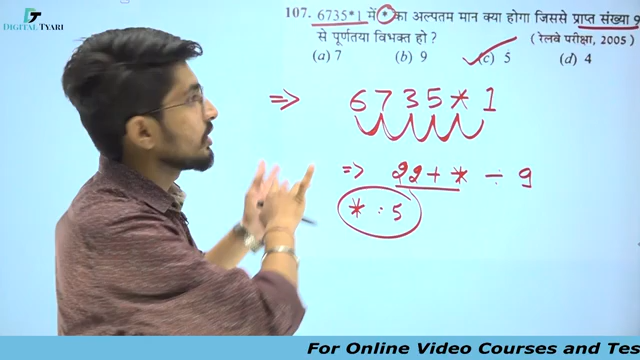 DIGITAL TYARI
107. 6735*1 में * का अल्पतम मान क्या होगा जिससे प्राप्त संख्या 9
से पूर्णतया विभक्त हो ? (रेलवे परीक्षा, 2005)
(a) 7 (b) 9 (c) 5 (d) 4
⇒ 6735*1
⇒ 22+* ÷ 9
* ÷ 5
For Online Video Courses and Tes